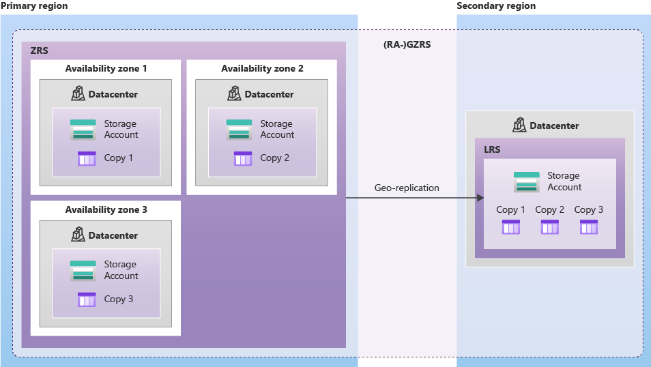 Primary region
Secondary region
(RA-)GZRS
ZRS
Availability zone 1
Datacenter
Storage
Account
Copy 1
Availability zone 2
Datacenter
Storage
Account
Copy 2
Availability zone 3
Datacenter
Storage
Account
Copy 3
Geo-replication
Datacenter
LRS
Storage
Account
Copy 1 Copy 2 Copy 3